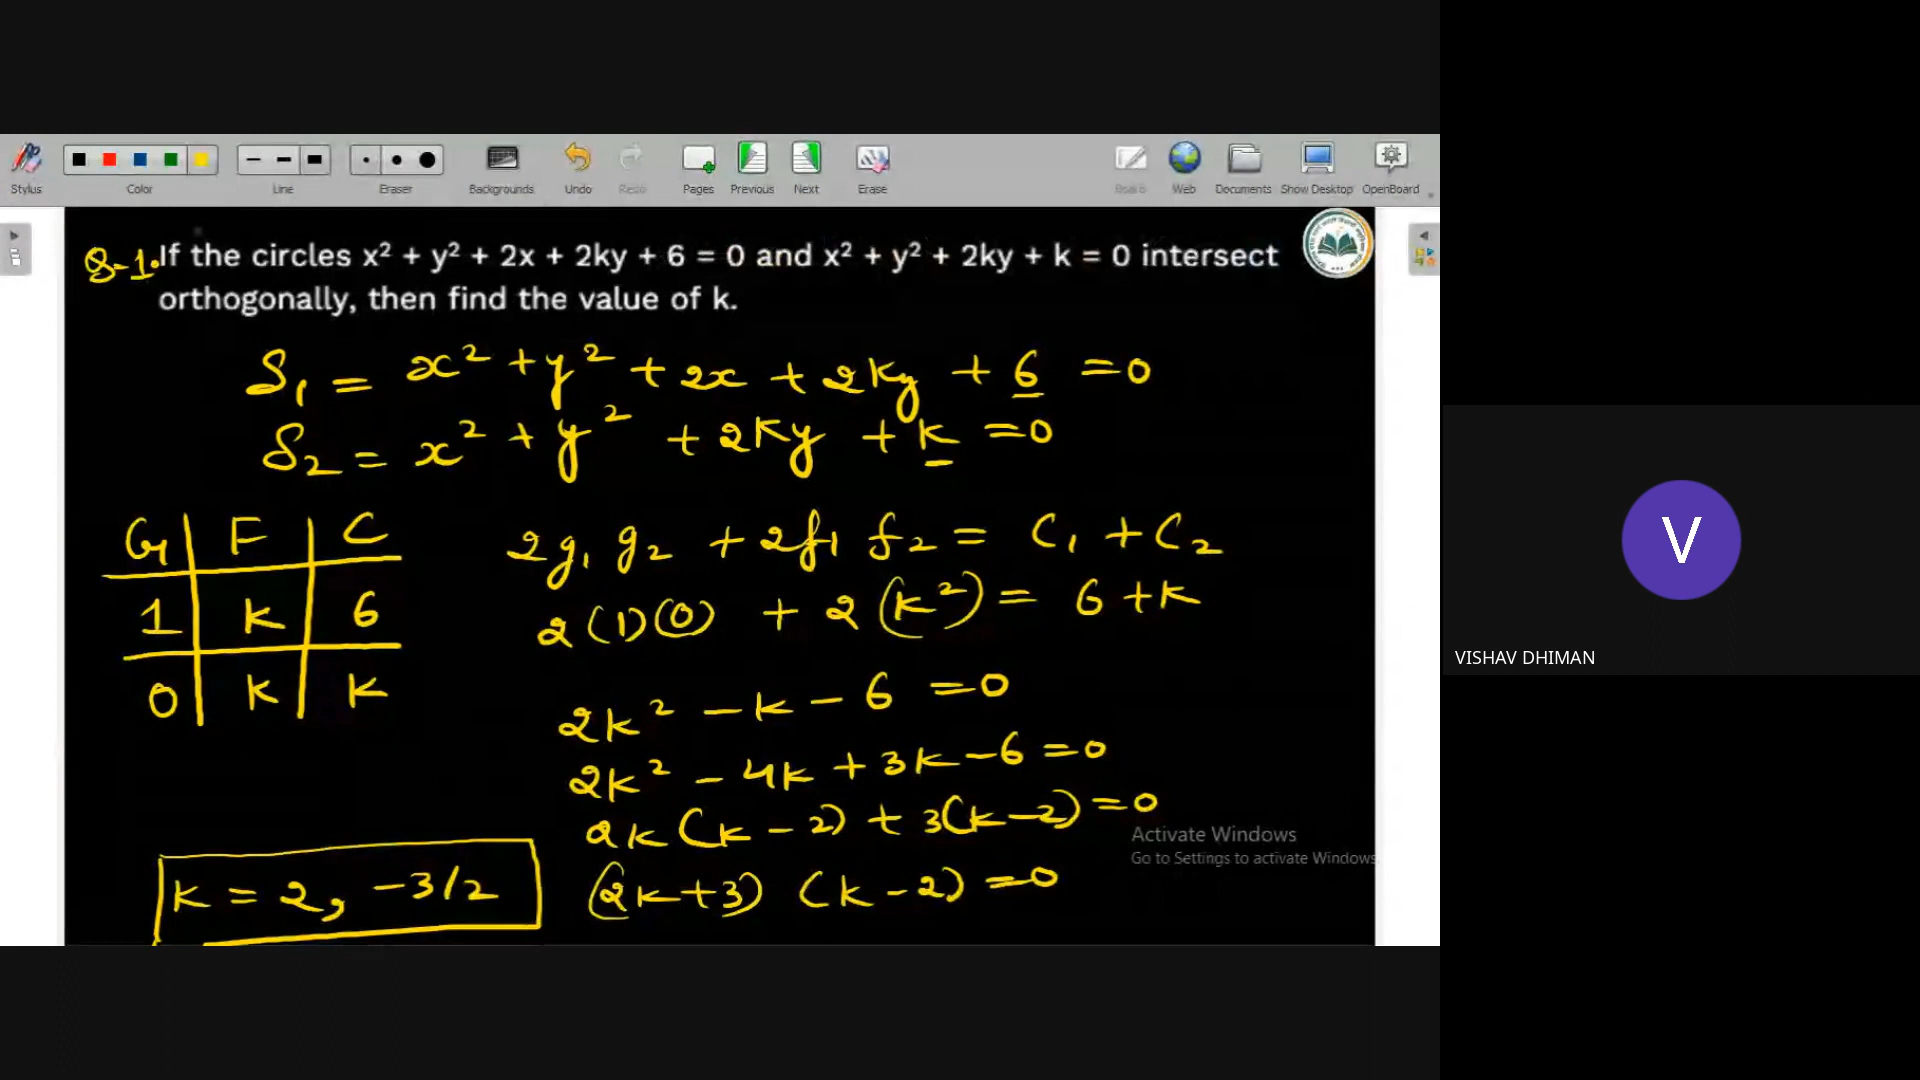 Stylus Color Line Eraser Backgrounds Undo Redo Pages Previous Next Erase Board Web Documents Show Desktop OpenBoard
Q-1. If the circles x² + y² + 2x + 2ky + 6 = 0 and x² + y² + 2ky + k = 0 intersect
orthogonally, then find the value of k.
S₁ = x² + y² + 2x + 2ky + 6 = 0
S₂ = x² + y² + 2ky + k = 0
G F C
1 k 6
0 k k
2g₁ g₂ + 2f₁ f₂ = C₁ + C₂
2(1)(0) + 2(k²) = 6 + k
2k² - k - 6 = 0
2k² - 4k + 3k - 6 = 0
2k(k - 2) + 3(k - 2) = 0
(2k + 3) (k - 2) = 0
k = 2, -3/2
Activate Windows
Go to Settings to activate Windows
V
VISHAV DHIMAN